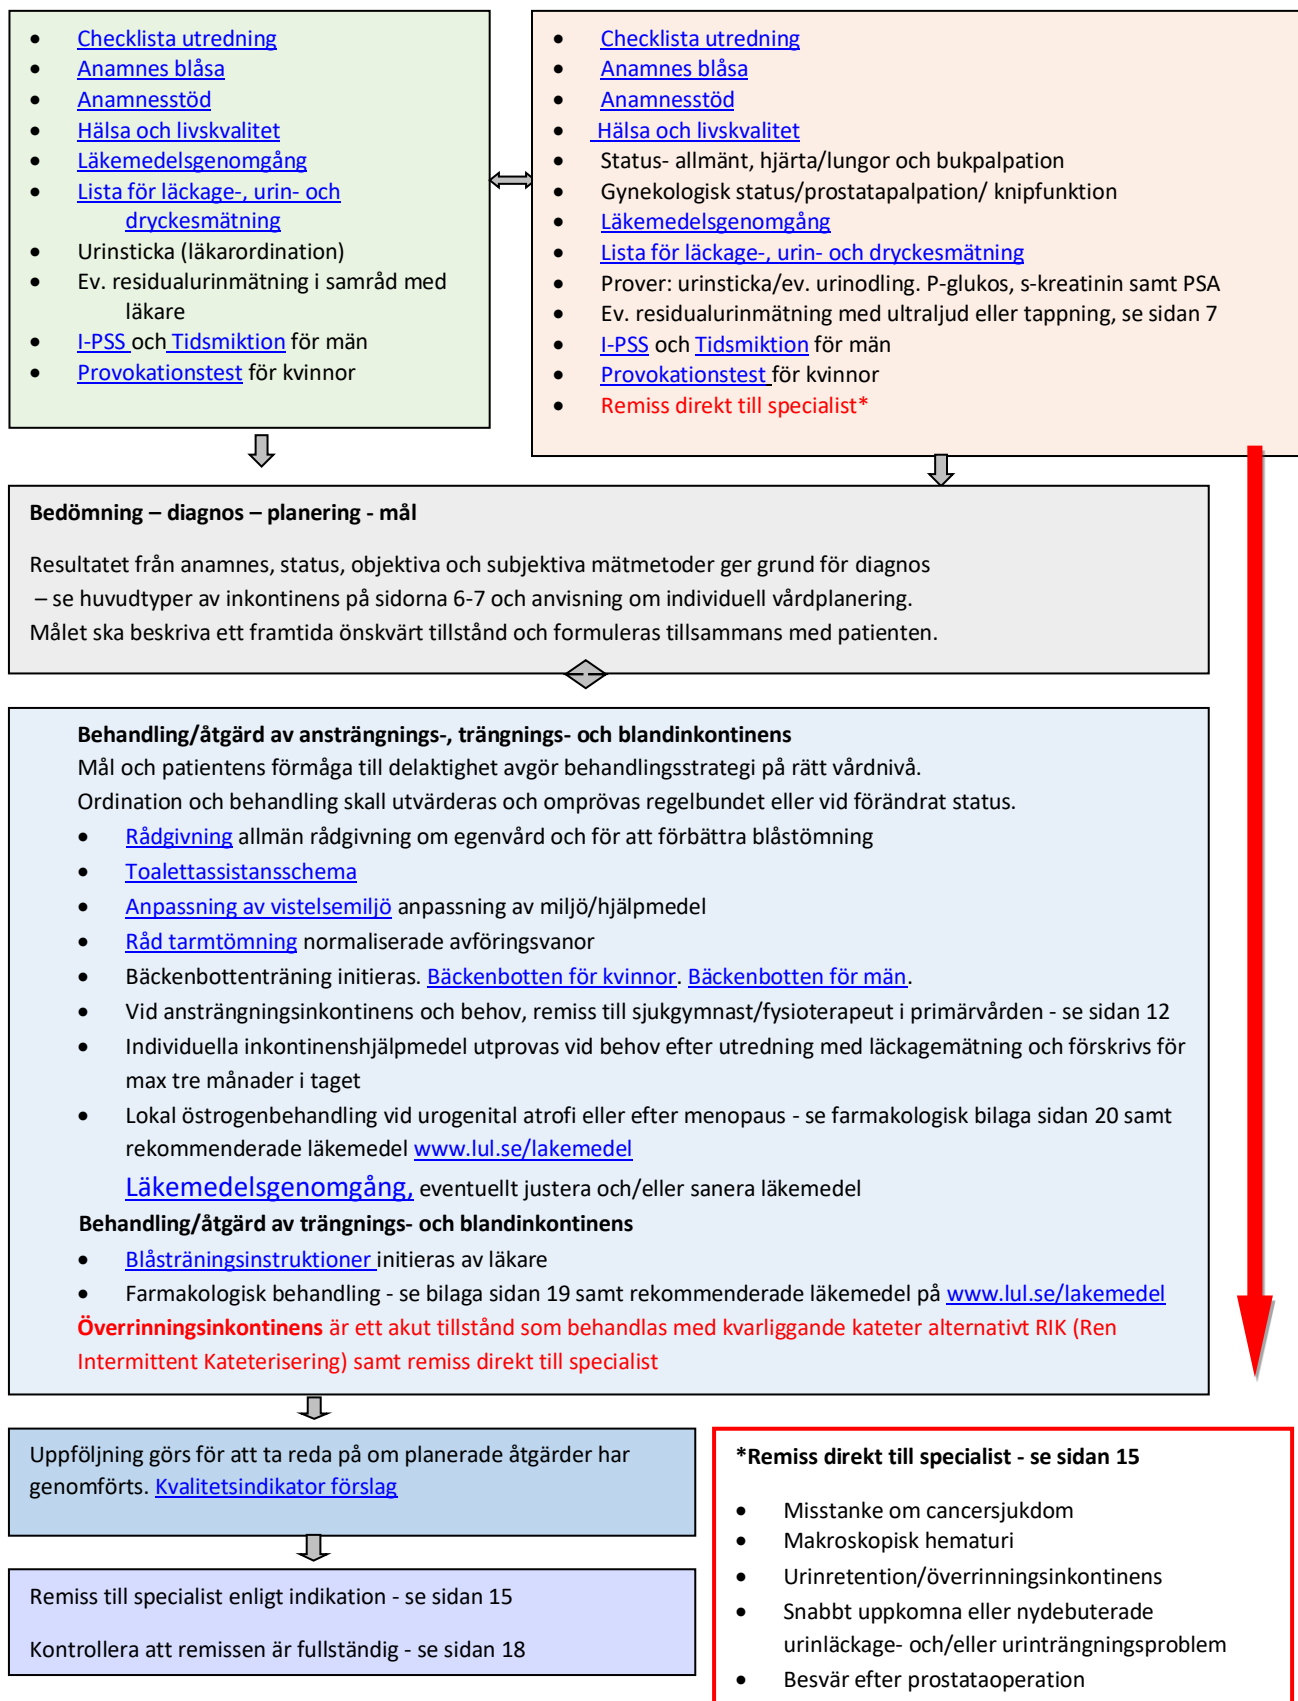 • Checklista utredning
• Anamnes blåsa
• Anamnesstöd
• Hälsa och livskvalitet
• Läkemedelsgenomgång
• Lista för läckage-, urin- och
dryckesmätning
• Urinsticka (läkarordination)
• Ev. residualurinmätning i samråd med
läkare
• I-PSS och Tidsmiktion för män
• Provokationstest för kvinnor
• Checklista utredning
• Anamnes blåsa
• Anamnesstöd
• Hälsa och livskvalitet
• Status- allmänt, hjärta/lungor och bukpalpation
• Gynekologisk status/prostatapalpation/ knipfunktion
• Läkemedelsgenomgång
• Lista för läckage-, urin- och dryckesmätning
• Prover: urinsticka/ev. urinodling. P-glukos, s-kreatinin samt PSA
• Ev. residualurinmätning med ultraljud eller tappning, se sidan 7
• I-PSS och Tidsmiktion för män
• Provokationstest för kvinnor
• Remiss direkt till specialist*
Bedömning – diagnos – planering - mål
Resultatet från anamnes, status, objektiva och subjektiva mätmetoder ger grund för diagnos
– se huvudtyper av inkontinens på sidorna 6-7 och anvisning om individuell vårdplanering.
Målet ska beskriva ett framtida önskvärt tillstånd och formuleras tillsammans med patienten.
Behandling/åtgärd av ansträngnings-, trängnings- och blandinkontinens
Mål och patientens förmåga till delaktighet avgör behandlingsstrategi på rätt vårdnivå.
Ordination och behandling skall utvärderas och omprövas regelbundet eller vid förändrat status.
• Rådgivning allmän rådgivning om egenvård och för att förbättra blåstömning
• Toalettassistansschema
• Anpassning av vistelsemiljö anpassning av miljö/hjälpmedel
• Råd tarmtömning normaliserade avföringsvanor
• Bäckenbottenträning initieras. Bäckenbotten för kvinnor. Bäckenbotten för män.
• Vid ansträngningsinkontinens och behov, remiss till sjukgymnast/fysioterapeut i primärvården - se sidan 12
• Individuella inkontinenshjälpmedel utprovas vid behov efter utredning med läckagemätning och förskrivs för
max tre månader i taget
• Lokal östrogenbehandling vid urogenital atrofi eller efter menopaus - se farmakologisk bilaga sidan 20 samt
rekommenderade läkemedel www.lul.se/lakemedel
Läkemedelsgenomgång, eventuellt justera och/eller sanera läkemedel
Behandling/åtgärd av trängnings- och blandinkontinens
• Blåsträningsinstruktioner initieras av läkare
• Farmakologisk behandling - se bilaga sidan 19 samt rekommenderade läkemedel på www.lul.se/lakemedel
Överrinningsinkontinens är ett akut tillstånd som behandlas med kvarliggande kateter alternativt RIK (Ren
Intermittent Kateterisering) samt remiss direkt till specialist
Uppföljning görs för att ta reda på om planerade åtgärder har
genomförts. Kvalitetsindikator förslag
Remiss till specialist enligt indikation - se sidan 15
Kontrollera att remissen är fullständig - se sidan 18
*Remiss direkt till specialist - se sidan 15
• Misstanke om cancersjukdom
• Makroskopisk hematuri
• Urinretention/överrinningsinkontinens
• Snabbt uppkomna eller nydebuterade
urinläckage- och/eller urinträngningsproblem
• Besvär efter prostataoperation